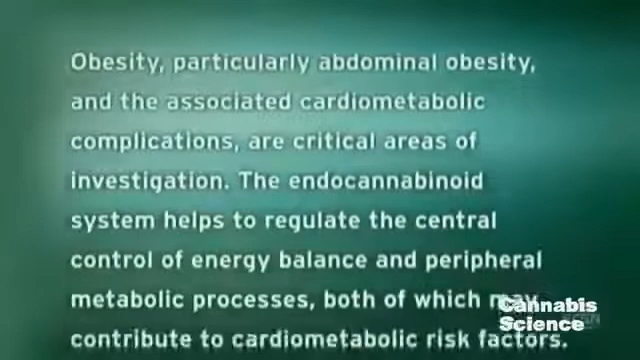 Obesity, particularly abdominal obesity,
and the associated cardiometabolic
complications, are critical areas of
investigation. The endocannabinoid
system helps to regulate the central
control of energy balance and peripheral
metabolic processes, both of which may
contribute to cardiometabolic risk factors.
Cannabis
Science